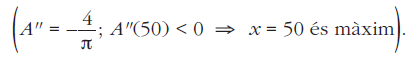 (A″ = −4/π; A″(50) < 0 ⇒ x = 50 és màxim).